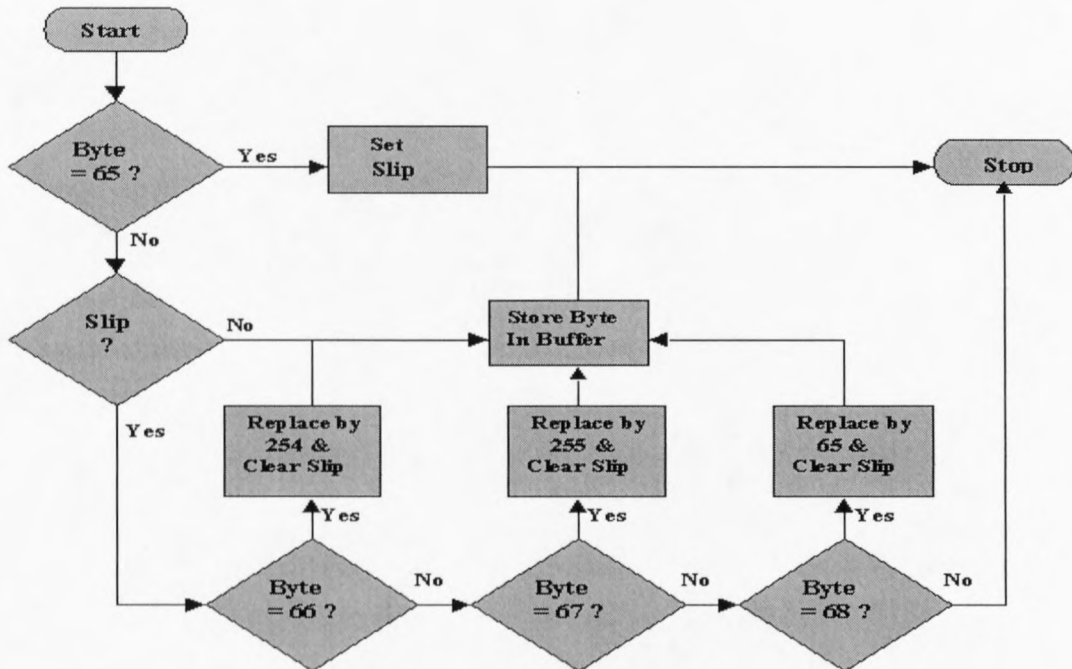 Start
Byte
= 65 ?
Yes
Set
Slip
Stop
No
Slip
?
No
Store Byte
In Buffer
Yes
Replace by
254 &
Clear Slip
Replace by
255 &
Clear Slip
Replace by
65 &
Clear Slip
Yes
Yes
Yes
Byte
= 66 ?
No
Byte
= 67 ?
No
Byte
= 68 ?
No